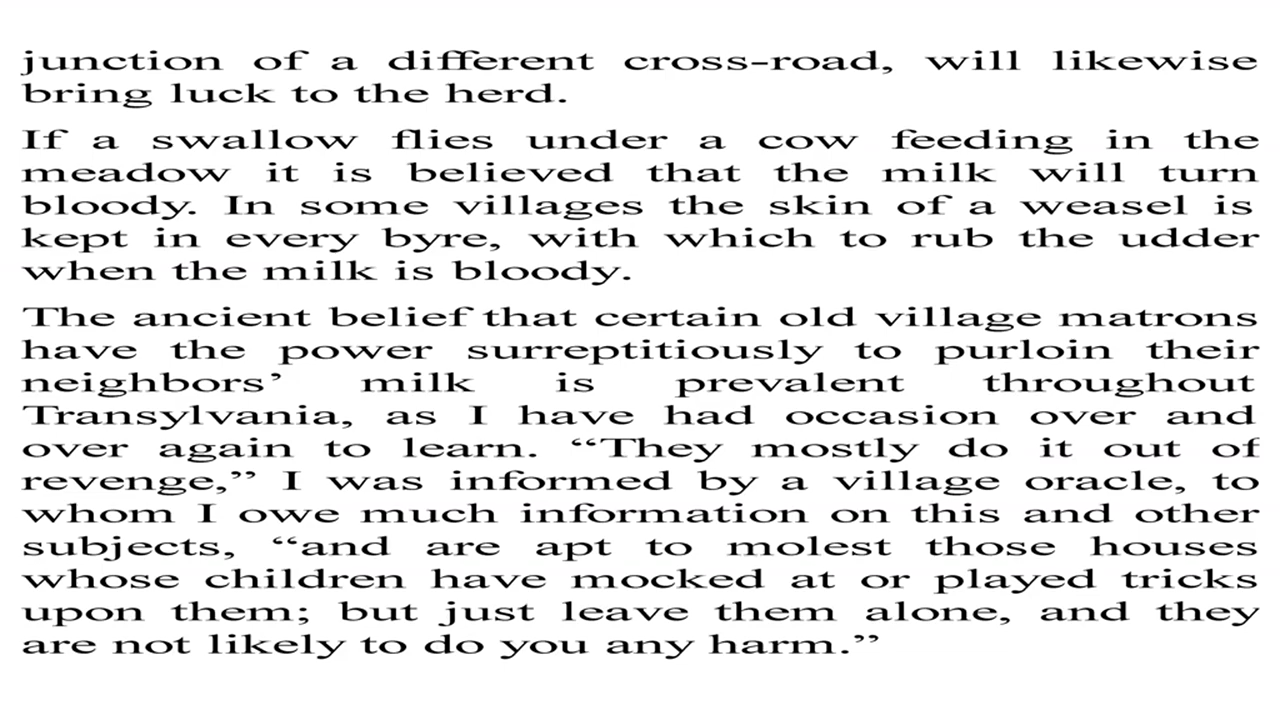 junction of a different cross-road, will likewise
bring luck to the herd.
If a swallow flies under a cow feeding in the
meadow it is believed that the milk will turn
bloody. In some villages the skin of a weasel is
kept in every byre, with which to rub the udder
when the milk is bloody.
The ancient belief that certain old village matrons
have the power surreptitiously to purloin their
neighbors’ milk is prevalent throughout
Transylvania, as I have had occasion over and
over again to learn. “They mostly do it out of
revenge,” I was informed by a village oracle, to
whom I owe much information on this and other
subjects, “and are apt to molest those houses
whose children have mocked at or played tricks
upon them; but just leave them alone, and they
are not likely to do you any harm.”